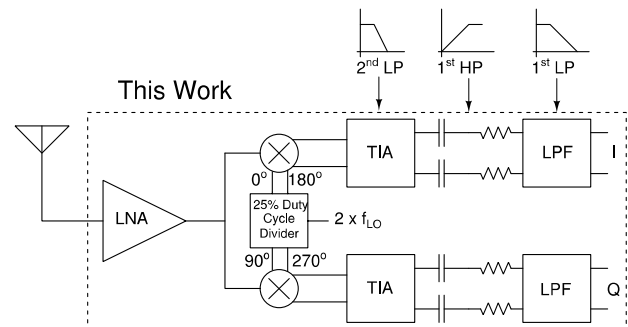 2nd LP 1st HP 1st LP
This Work
TIA LPF I
0° 180°
LNA
25% Duty
Cycle
Divider
2 x fLO
90° 270°
TIA LPF Q